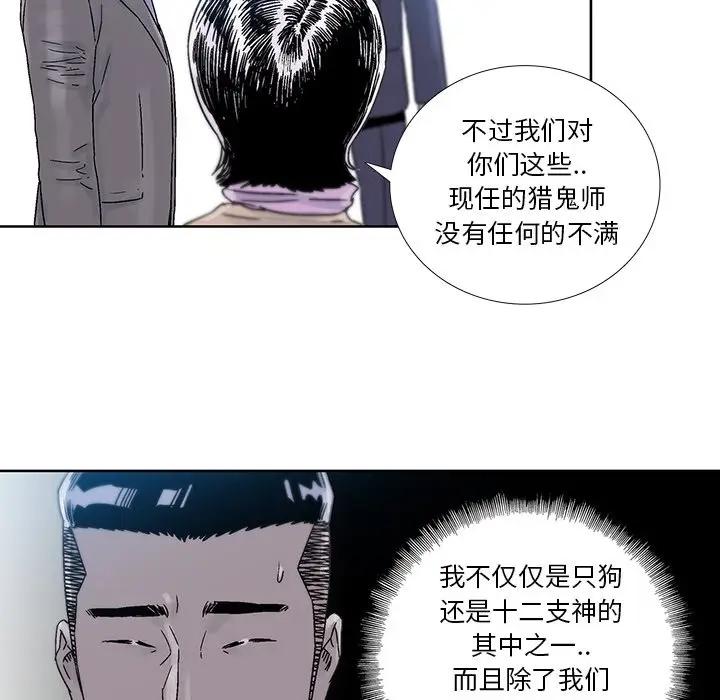 不过我们对
你们这些..
现任的猎鬼师
没有任何的不满
我不仅仅是只狗
还是十二支神的
其中之一..
而且除了我们